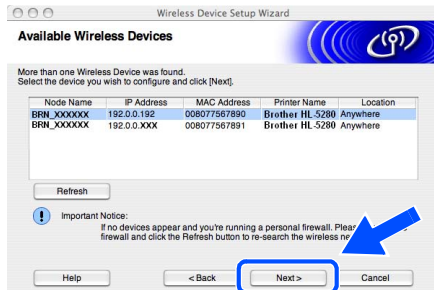 Wireless Device Setup Wizard
Available Wireless Devices
More than one Wireless Device was found.
Select the device you wish to configure and click [Next].
Node Name IP Address MAC Address Printer Name Location
BRN_XXXXXX 192.0.0.192 008077567890 Brother HL-5280 Anywhere
BRN_XXXXXX 192.0.0.XXX 008077567891 Brother HL-5280 Anywhere
Refresh
Important Notice:
If no devices appear and you're running a personal firewall.
firewall and click the Refresh button to re-search the wireless
Help < Back Next > Cancel